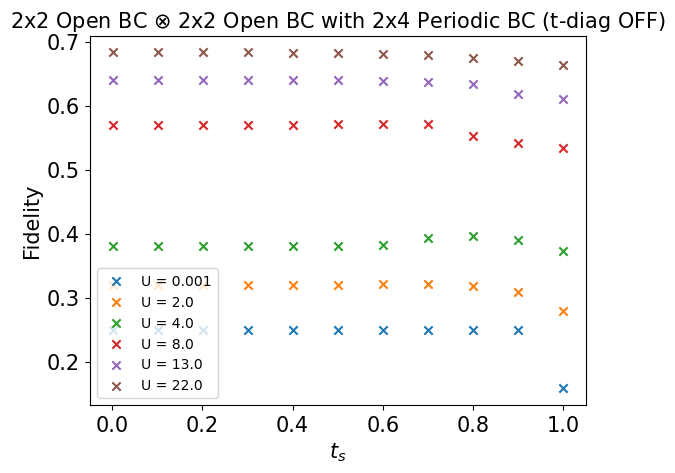 2x2 Open BC ⊗ 2x2 Open BC with 2x4 Periodic BC (t-diag OFF)
0.7
0.6
0.5
0.4
0.3
0.2
Fidelity
U = 0.001
U = 2.0
U = 4.0
U = 8.0
U = 13.0
U = 22.0
0.0 0.2 0.4 0.6 0.8 1.0
t_s